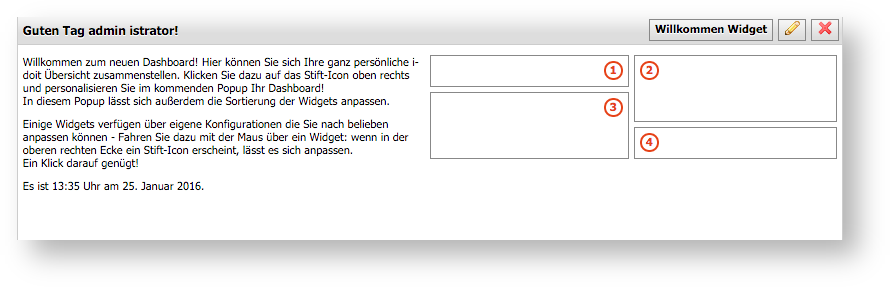 Guten Tag admin istrator!
Willkommen Widget
Willkommen zum neuen Dashboard! Hier können Sie sich Ihre ganz persönliche i-
doit Übersicht zusammenstellen. Klicken Sie dazu auf das Stift-Icon oben rechts
und personalisieren Sie im kommenden Popup Ihr Dashboard!
In diesem Popup lässt sich außerdem die Sortierung der Widgets anpassen.
Einige Widgets verfügen über eigene Konfigurationen die Sie nach belieben
anpassen können - Fahren Sie dazu mit der Maus über ein Widget: wenn in der
oberen rechten Ecke ein Stift-Icon erscheint, lässt es sich anpassen.
Ein Klick darauf genügt!
Es ist 13:35 Uhr am 25. Januar 2016.
1
2
3
4